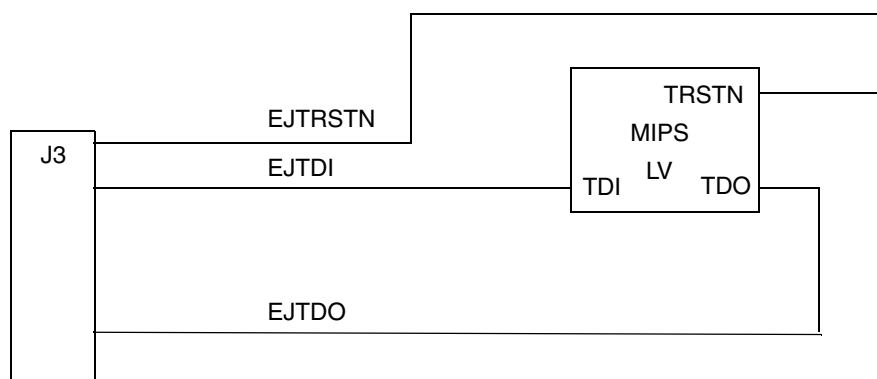 TRSTN
EJTRSTN
MIPS
J3
EJTDI
LV
TDI
TDO
EJTDO